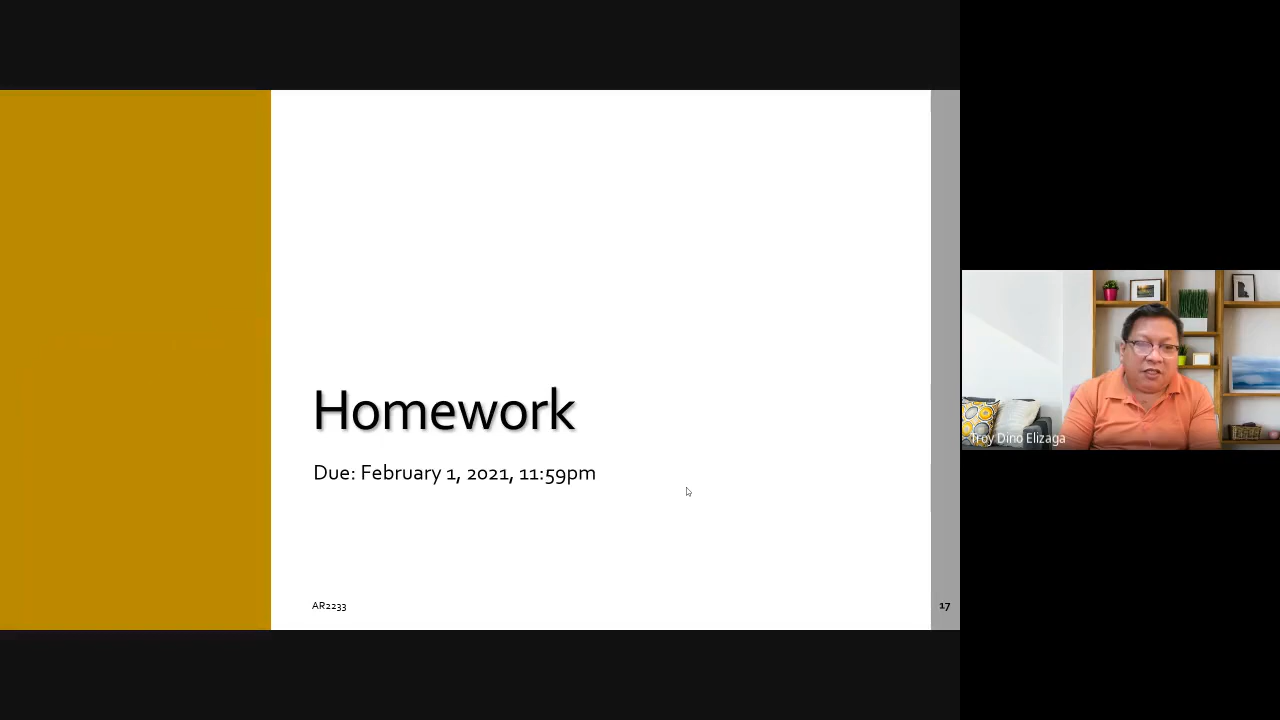 Homework
Due: February 1, 2021, 11:59pm
AR2233
17
Troy Dino Elizaga